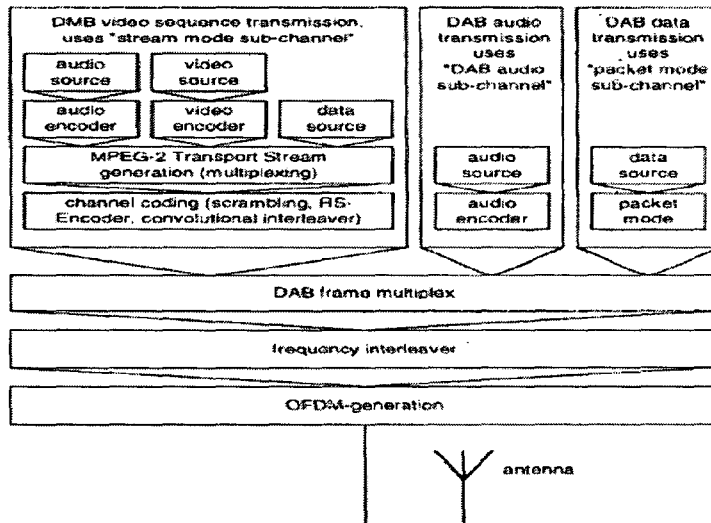 DMB video sequence transmission,
uses "stream mode sub-channel"
audio
source
video
source
audio
encoder
video
encoder
data
source
MPEG-2 Transport Stream
generation (multiplexing)
channel coding (scrambling, RS-
Encoder, convolutional interleaver)
DAB audio
transmission
uses
"DAB audio
sub-channel"
audio
source
audio
encoder
DAB data
transmission
uses
"packet mode
sub-channel"
data
source
packet
mode
DAB frame multiplex
frequency interleaver
OFDM-generation
antenna